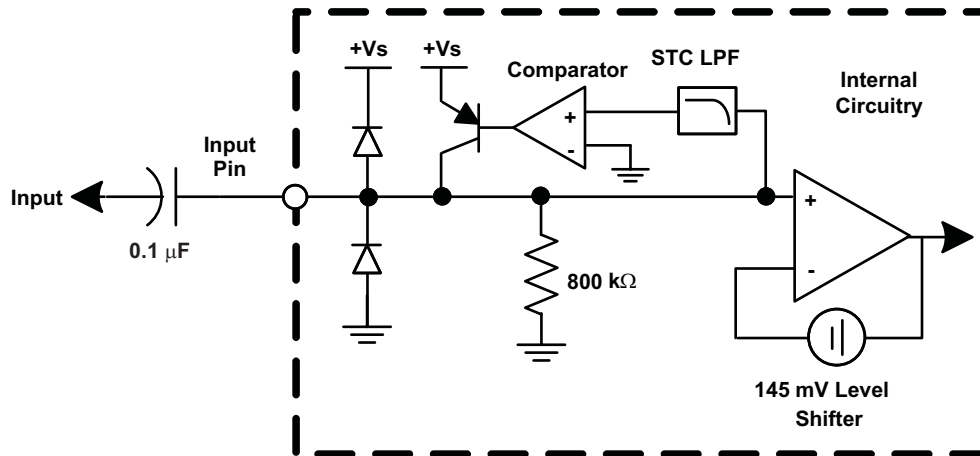 +Vs
+Vs
Comparator
STC LPF
Internal
Circuitry
+
-
Input
Pin
Input
0.1 μF
800 kΩ
+
-
145 mV Level
Shifter